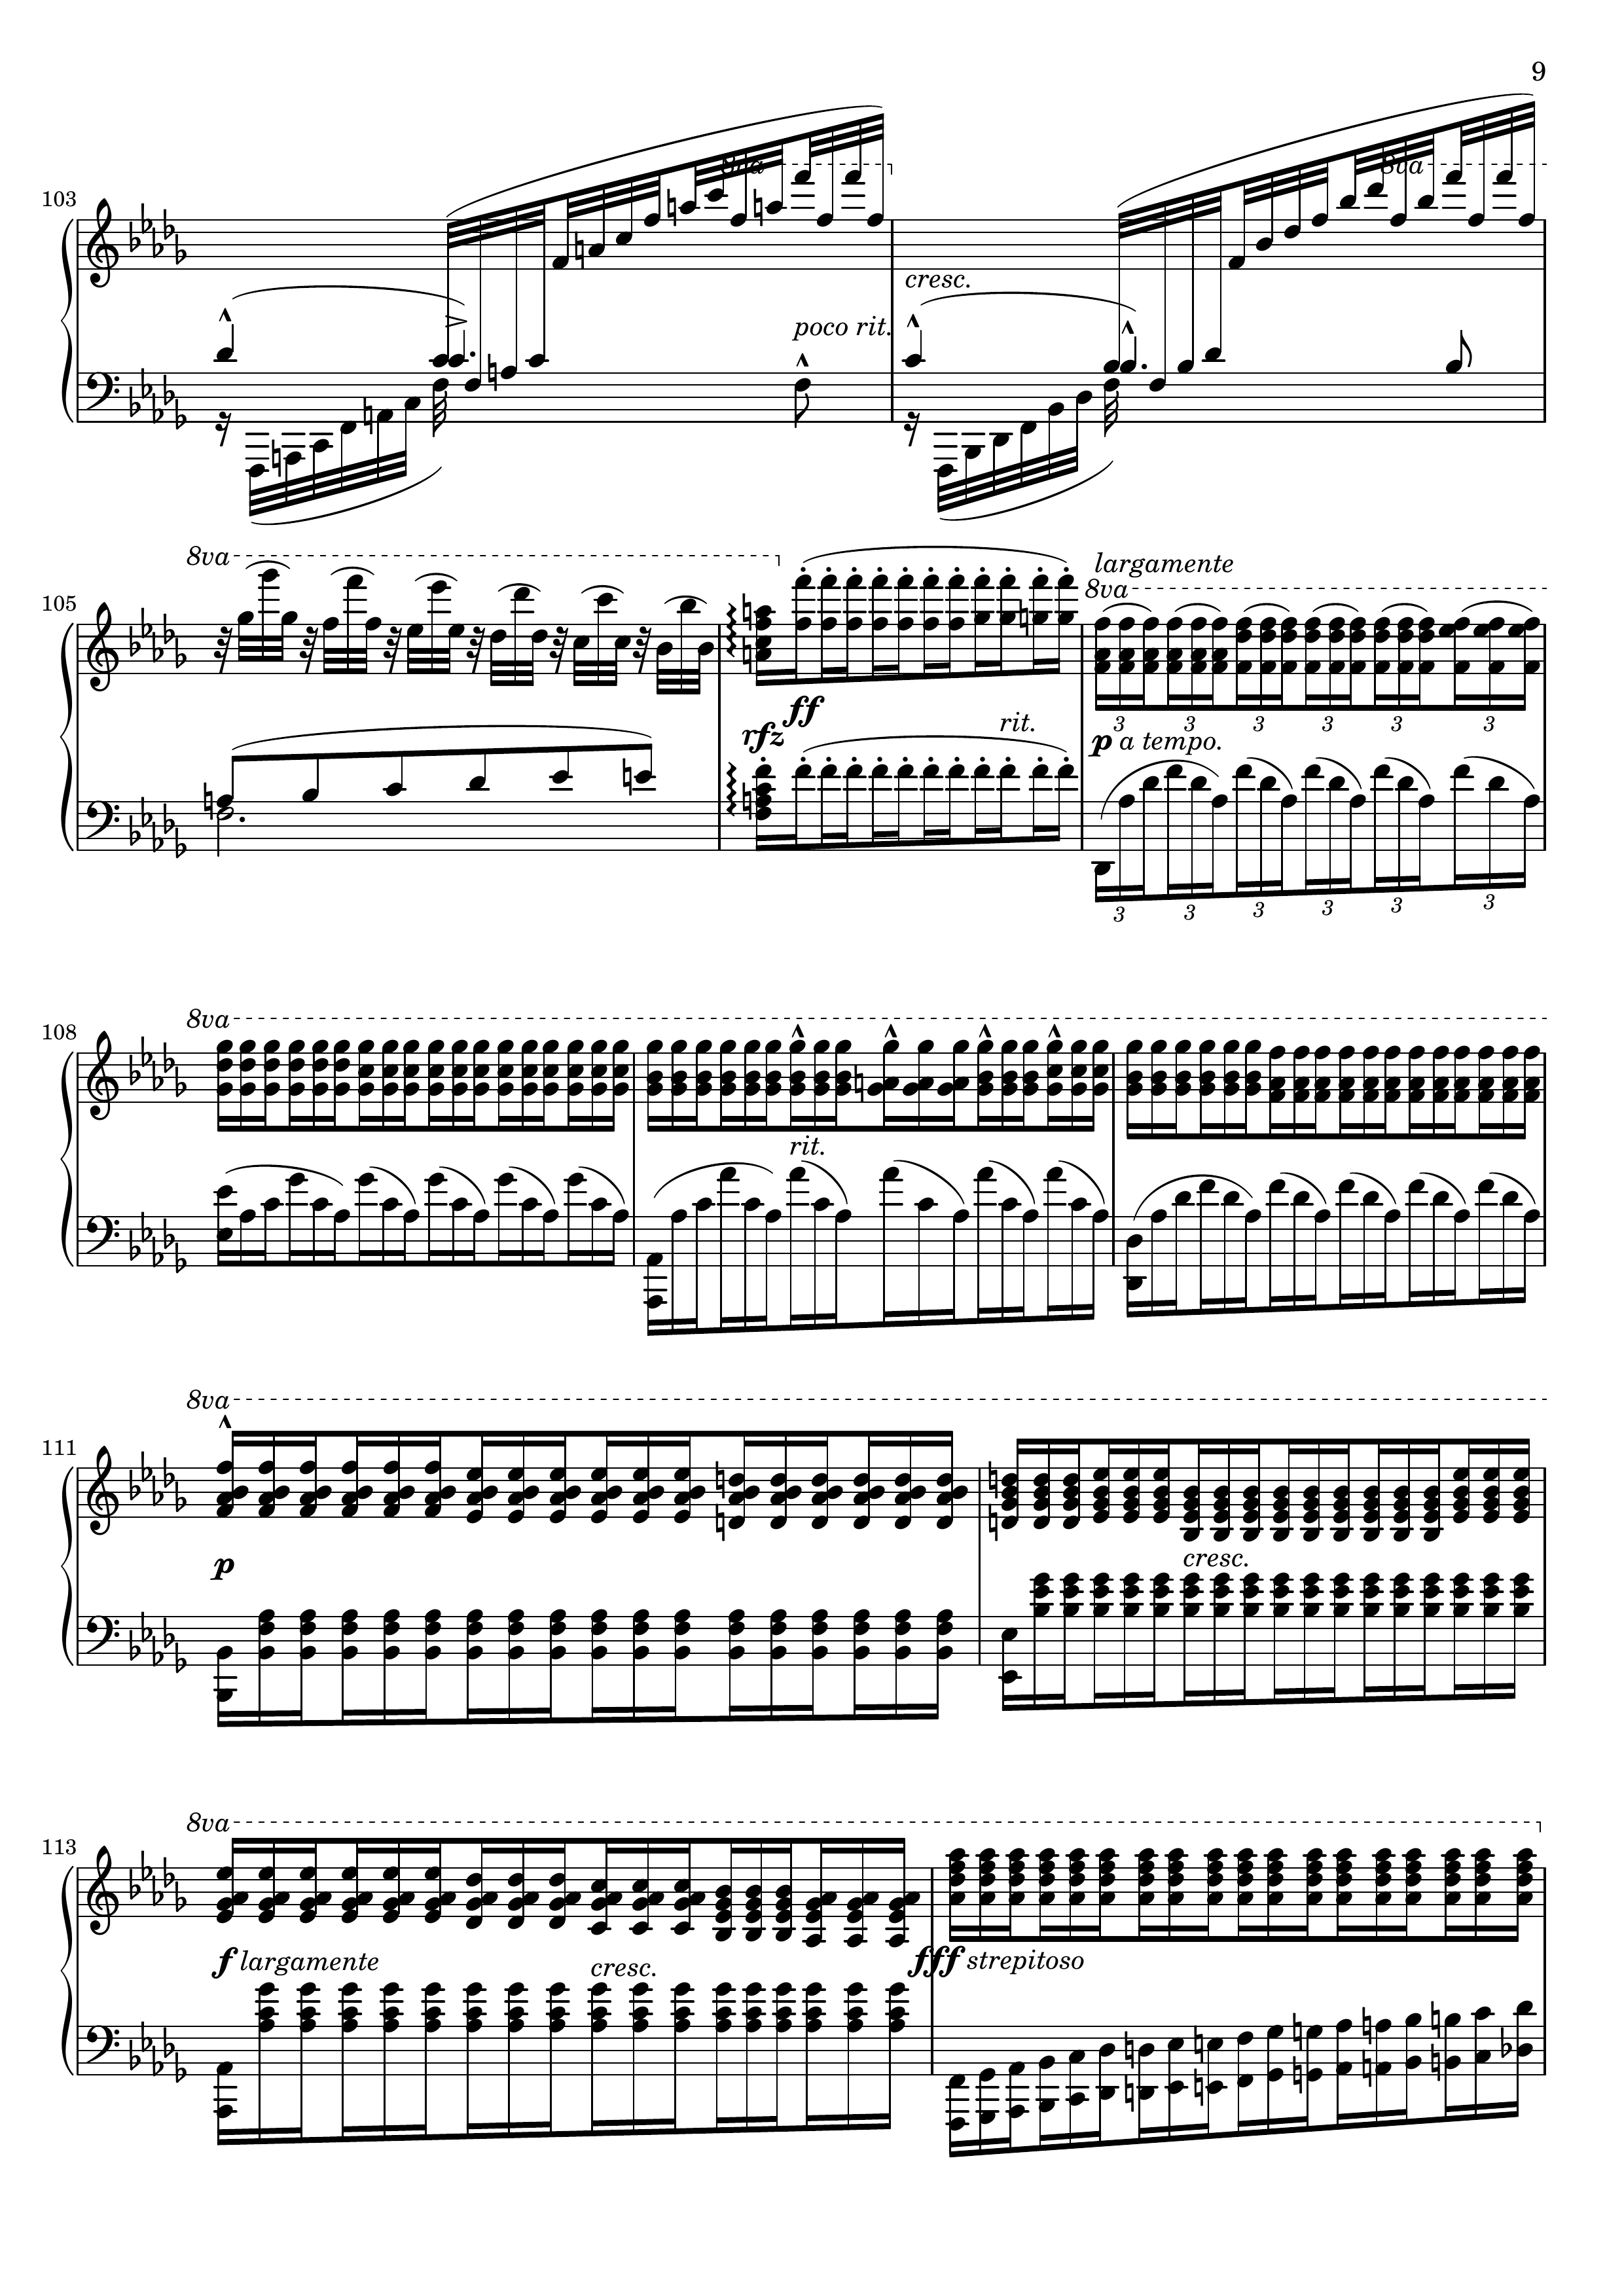 9
103
8va
8va
cresc.
poco rit.
105
8va
largamente
8va
ff
rfz
rit.
3 3 3 3 3 3
p a tempo.
3 3 3 3 3 3
108
8va
rit.
111
8va
p
cresc.
113
8va
f largamente
cresc.
fff strepitoso